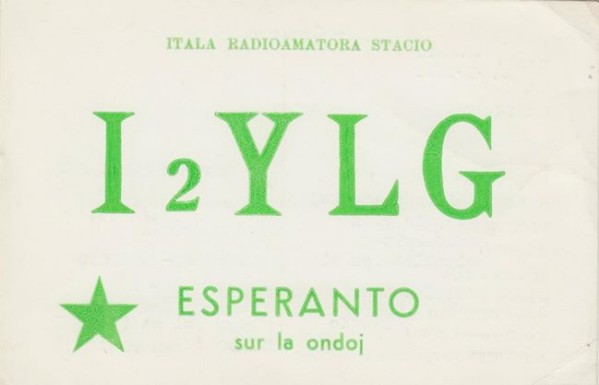 ITALA RADIOAMATORA STACIO
I2YLG
ESPERANTO
sur la ondoj